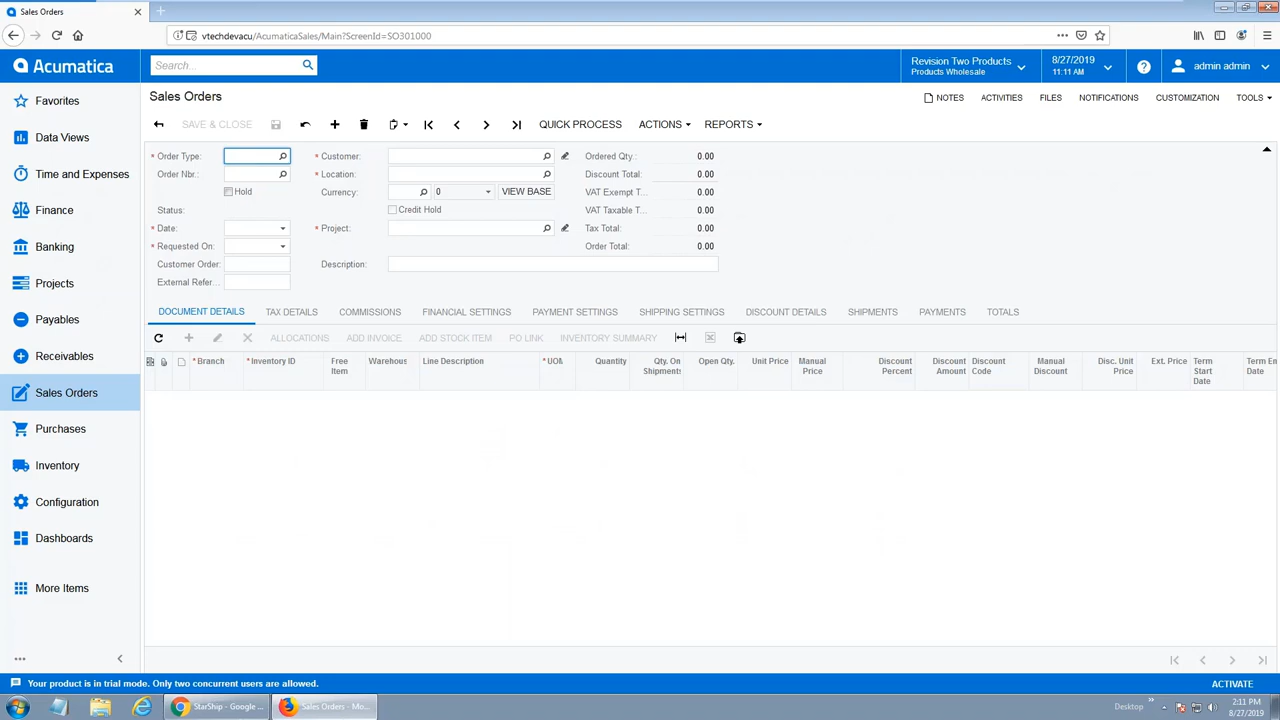 Sales Orders
vtechdevacu/AcumaticaSales/Main?ScreenId=SO301000
Acumatica
Search...
Revision Two Products
Products Wholesale
8/27/2019
11:11 AM
admin admin
Favorites
Data Views
Time and Expenses
Finance
Banking
Projects
Payables
Receivables
Sales Orders
Purchases
Inventory
Configuration
Dashboards
More Items
Sales Orders
NOTES ACTIVITIES FILES NOTIFICATIONS CUSTOMIZATION TOOLS
SAVE & CLOSE QUICK PROCESS ACTIONS REPORTS
* Order Type: * Customer: Ordered Qty.: 0.00
* Order Nbr.: * Location: Discount Total: 0.00
Hold Currency: 0 VIEW BASE VAT Exempt T... 0.00
Status: Credit Hold VAT Taxable T... 0.00
* Date: * Project: Tax Total: 0.00
* Requested On: Order Total: 0.00
Customer Order: Description:
External Refer...
DOCUMENT DETAILS TAX DETAILS COMMISSIONS FINANCIAL SETTINGS PAYMENT SETTINGS SHIPPING SETTINGS DISCOUNT DETAILS SHIPMENTS PAYMENTS TOTALS
ALLOCATIONS ADD INVOICE ADD STOCK ITEM PO LINK INVENTORY SUMMARY
* Branch * Inventory ID Free Item Warehous Line Description * UOM Quantity Qty. On Shipments Open Qty. Unit Price Manual Price Discount Percent Discount Amount Discount Code Manual Discount Disc. Unit Price Ext. Price Term Start Date Term En Date
Your product is in trial mode. Only two concurrent users are allowed. ACTIVATE
StarShip - Google ... Sales Orders - Mo... Desktop 2:11 PM
8/27/2019